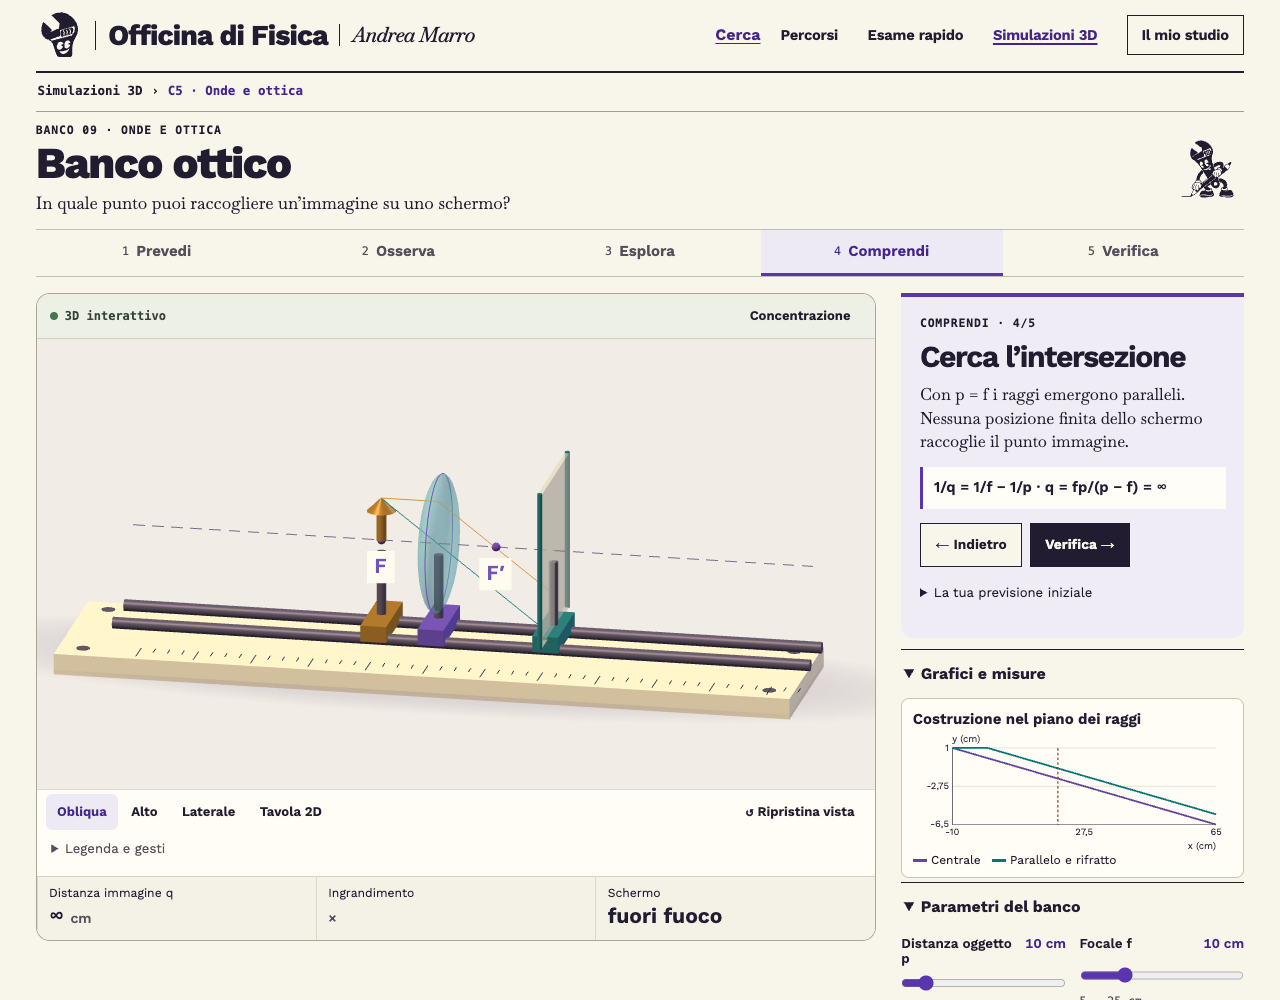 Officina di Fisica
Andrea Marro
Cerca
Percorsi
Esame rapido
Simulazioni 3D
Il mio studio
Simulazioni 3D › C5 · Onde e ottica
BANCO 09 · ONDE E OTTICA
Banco ottico
In quale punto puoi raccogliere un’immagine su uno schermo?
1 Prevedi
2 Osserva
3 Esplora
4 Comprendi
5 Verifica
3D interattivo
Concentrazione
F
F′
Obliqua
Alto
Laterale
Tavola 2D
↺ Ripristina vista
▶ Legenda e gesti
Distanza immagine q
∞ cm
Ingrandimento
×
Schermo
fuori fuoco
COMPRENDI · 4/5
Cerca l’intersezione
Con p = f i raggi emergono paralleli.
Nessuna posizione finita dello schermo
raccoglie il punto immagine.
1/q = 1/f − 1/p · q = fp/(p − f) = ∞
← Indietro
Verifica →
▶ La tua previsione iniziale
▼ Grafici e misure
Costruzione nel piano dei raggi
y (cm)
1
-2,75
-6,5
-10
27,5
65
x (cm)
Centrale
Parallelo e rifratto
▼ Parametri del banco
Distanza oggetto 10 cm
p
Focale f 10 cm